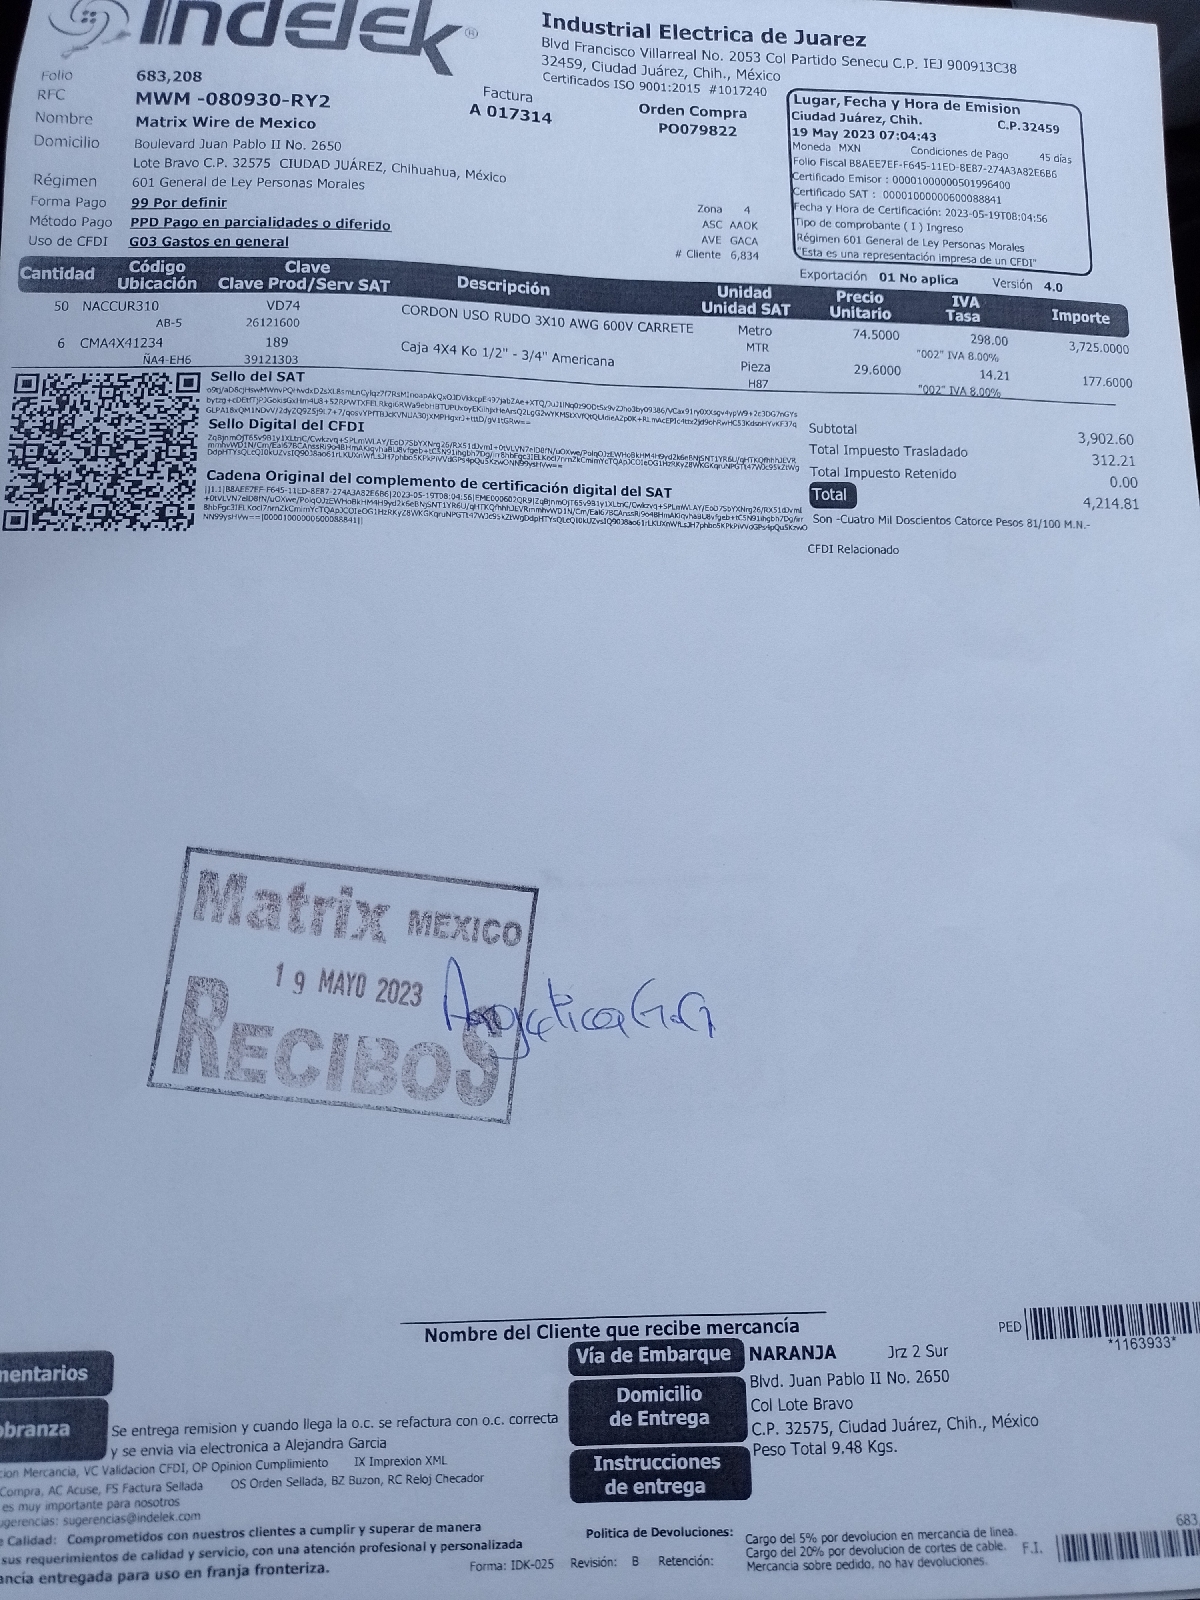 Indelek®
Industrial Electrica de Juarez
Blvd Francisco Villarreal No. 2053 Col Partido Senecu C.P. IEJ 900913C38
32459, Ciudad Juárez, Chih., México
Certificados ISO 9001:2015 #1017240
Folio 683,208
RFC MWM -080930-RY2
Nombre Matrix Wire de Mexico
Domicilio Boulevard Juan Pablo II No. 2650
Lote Bravo C.P. 32575 CIUDAD JUÁREZ, Chihuahua, México
Régimen 601 General de Ley Personas Morales
Forma Pago 99 Por definir
Método Pago PPD Pago en parcialidades o diferido
Uso de CFDI G03 Gastos en general
Factura
A 017314
Orden Compra
PO079822
Zona 4
ASC AAOK
AVE GACA
# Cliente 6,834
Lugar, Fecha y Hora de Emision
Ciudad Juárez, Chih. C.P.32459
19 May 2023 07:04:43
Moneda MXN Condiciones de Pago 45 días
Folio Fiscal BBAEE7EF-F645-11ED-8EB7-274A3A82E6B6
Certificado Emisor : 00001000000501996400
Certificado SAT : 00001000000600088841
Fecha y Hora de Certificación: 2023-05-19T08:04:56
Tipo de comprobante ( I ) Ingreso
Régimen 601 General de Ley Personas Morales
"Esta es una representación impresa de un CFDI"
Exportación 01 No aplica Versión 4.0
Cantidad Código Ubicación Clave Clave Prod/Serv SAT Descripción Unidad Unidad SAT Precio Unitario IVA Tasa Importe
50 NACCUR310 VD74 CORDON USO RUDO 3X10 AWG 600V CARRETE Metro 74.5000 298.00 3,725.0000
AB-5 26121600 MTR "002" IVA 8.00%
6 CMA4X41234 189 Caja 4X4 Ko 1/2" - 3/4" Americana Pieza 29.6000 14.21 177.6000
ÑA4-EH6 39121303 H87 "002" IVA 8.00%
Sello del SAT
Sello Digital del CFDI
Cadena Original del complemento de certificación digital del SAT
Subtotal 3,902.60
Total Impuesto Trasladado 312.21
Total Impuesto Retenido 0.00
Total 4,214.81
Son -Cuatro Mil Doscientos Catorce Pesos 81/100 M.N.-
CFDI Relacionado
Matrix MEXICO
19 MAYO 2023
RECIBOS
Angelica G.G
Nombre del Cliente que recibe mercancía
PED *1163933*
Vía de Embarque NARANJA Jrz 2 Sur
Domicilio de Entrega
Blvd. Juan Pablo II No. 2650
Col Lote Bravo
C.P. 32575, Ciudad Juárez, Chih., México
Peso Total 9.48 Kgs.
Instrucciones de entrega
mentarios
obranza
Se entrega remision y cuando llega la o.c. se refactura con o.c. correcta
y se envia via electronica a Alejandra Garcia
cion Mercancia, VC Validacion CFDI, OP Opinion Cumplimiento IX Imprexion XML
Compra, AC Acuse, FS Factura Sellada OS Orden Sellada, BZ Buzon, RC Reloj Checador
es muy importante para nosotros
ugerencias: sugerencias@indelek.com
e Calidad: Comprometidos con nuestros clientes a cumplir y superar de manera
sus requerimientos de calidad y servicio, con una atención profesional y personalizada
ancía entregada para uso en franja fronteriza.
Forma: IDK-025 Revisión: B Retención:
Politica de Devoluciones: Cargo del 5% por devolucion en mercancia de linea.
Cargo del 20% por devolucion de cortes de cable.
Mercancia sobre pedido, no hay devoluciones.
F.I.
683